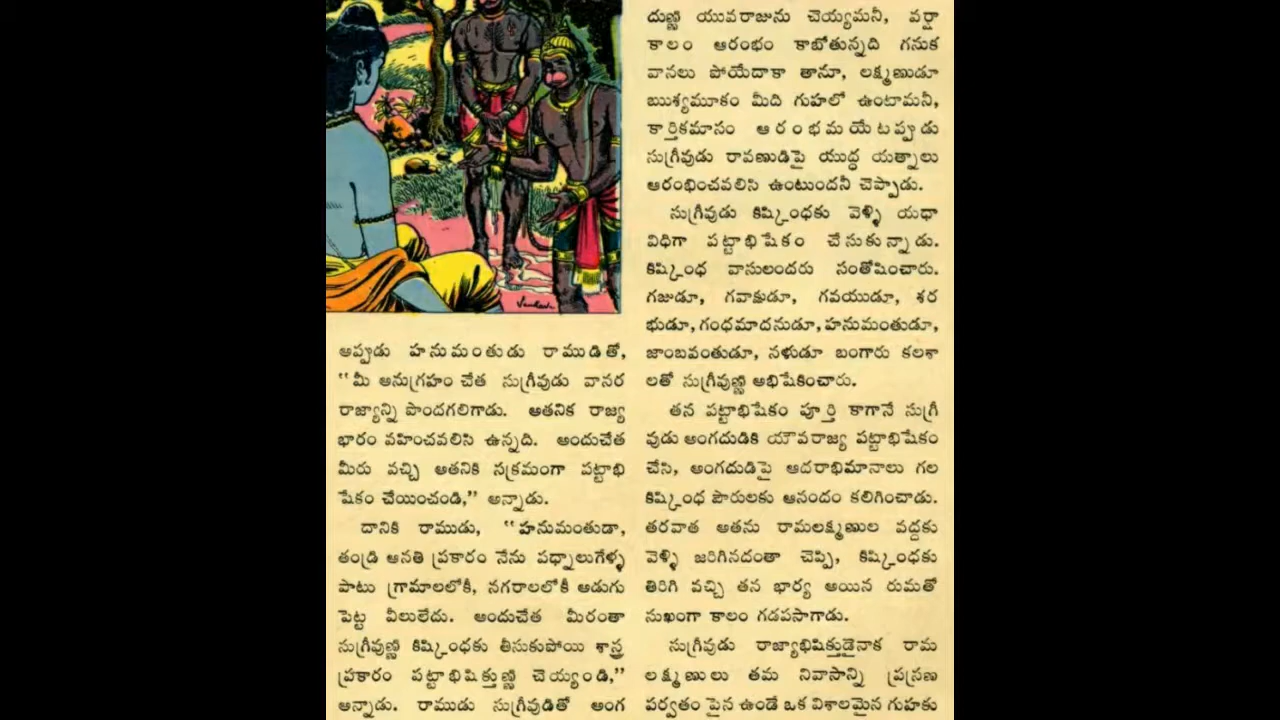 అప్పుడు హనుమంతుడు రాముడితో,
“మీ అనుగ్రహం చేత సుగ్రీవుడు వానర
రాజ్యాన్ని పొందగలిగాడు. అతనిక రాజ్య
భారం వహించవలిసి ఉన్నది. అందుచేత
మీరు వచ్చి అతనికి సక్రమంగా పట్టాభి
షేకం చేయించండి,” అన్నాడు.
దానికి రాముడు, “హనుమంతుడా,
తండ్రి ఆనతి ప్రకారం నేను పధ్నాలుగేళ్ళ
పాటు గ్రామాలలోకీ, నగరాలలోకీ అడుగు
పెట్ట వీలులేదు. అందుచేత మీరంతా
సుగ్రీవుణ్ణి కిష్కింధకు తీసుకుపోయి శాస్త్ర
ప్రకారం పట్టాభిషిక్తుణ్ణి చెయ్యండి,”
అన్నాడు. రాముడు సుగ్రీవుడితో అంగ
దుణ్ణి యువరాజును చెయ్యమనీ, వర్షా
కాలం ఆరంభం కాబోతున్నది గనుక
వానలు పోయేదాకా తానూ, లక్ష్మణుడూ
ఋశ్యమూకం మీది గుహలో ఉంటామనీ,
కార్తికమాసం ఆరంభమయేటప్పుడు
సుగ్రీవుడు రావణుడిపై యుద్ధ యత్నాలు
ఆరంభించవలిసి ఉంటుందనీ చెప్పాడు.
సుగ్రీవుడు కిష్కింధకు వెళ్ళి యథా
విధిగా పట్టాభిషేకం చేసుకున్నాడు.
కిష్కింధ వాసులందరు సంతోషించారు.
గజుడూ, గవాక్షుడూ, గవయుడూ, శర
భుడూ, గంధమాదనుడూ, హనుమంతుడూ,
జాంబవంతుడూ, నళుడూ బంగారు కలశా
లతో సుగ్రీవుణ్ణి అభిషేకించారు.
తన పట్టాభిషేకం పూర్తి కాగానే సుగ్రీ
వుడు అంగదుడికి యౌవరాజ్య పట్టాభిషేకం
చేసి, అంగదుడిపై ఆదరాభిమానాలు గల
కిష్కింధ పౌరులకు ఆనందం కలిగించాడు.
తరవాత అతను రామలక్ష్మణుల వద్దకు
వెళ్ళి జరిగినదంతా చెప్పి, కిష్కింధకు
తిరిగి వచ్చి తన భార్య అయిన రుమతో
సుఖంగా కాలం గడపసాగాడు.
సుగ్రీవుడు రాజ్యాభిషిక్తుడైనాక రామ
లక్ష్మణులు తమ నివాసాన్ని ప్రస్రవణ
పర్వతం పైన ఉండే ఒక విశాలమైన గుహకు